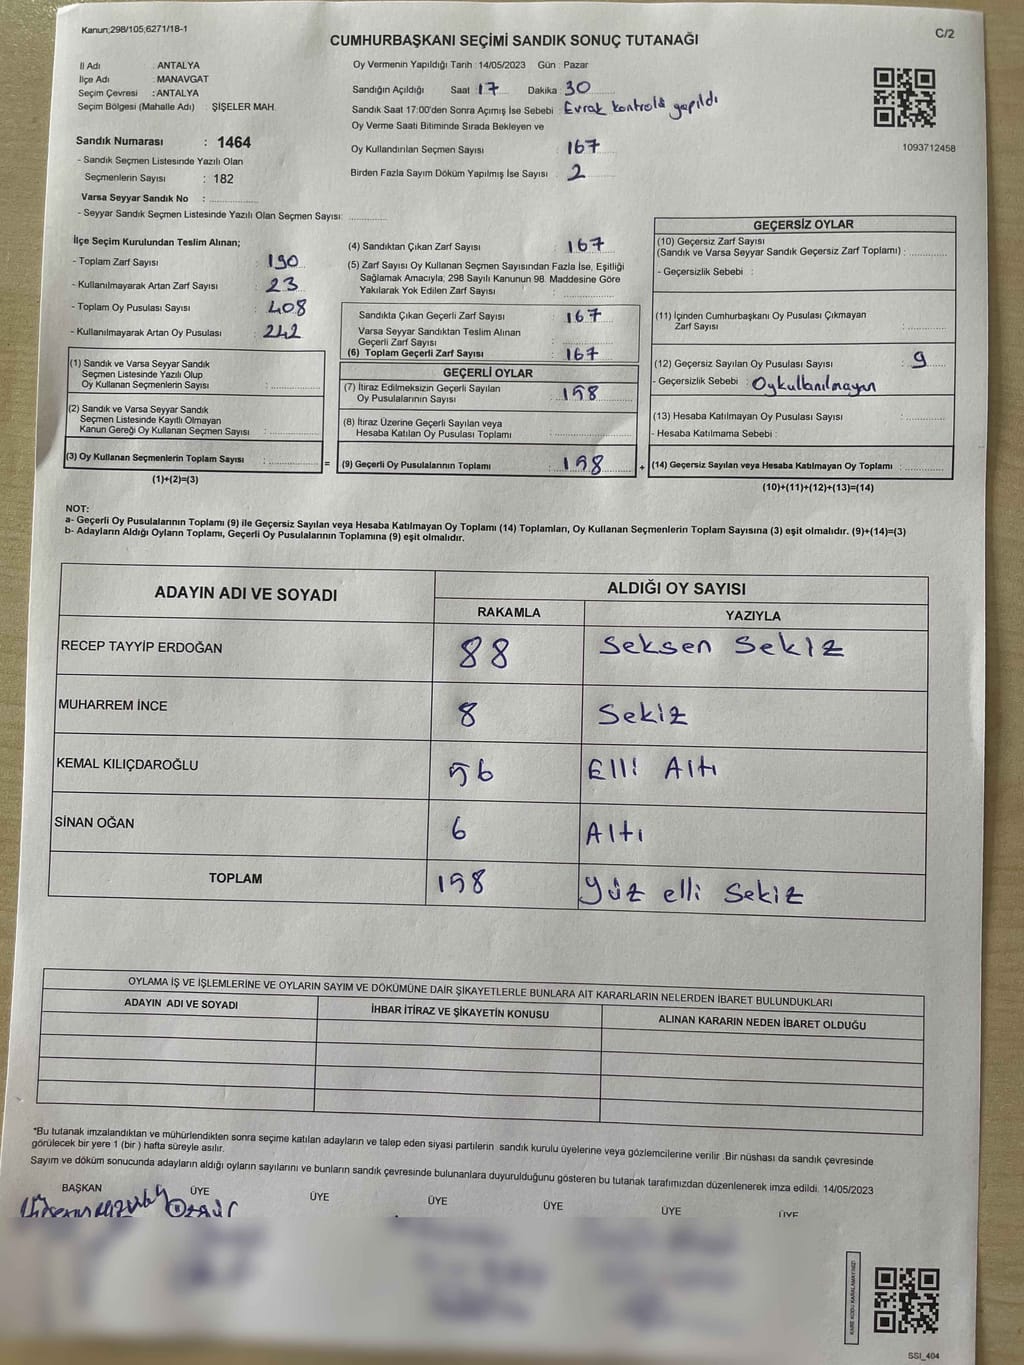 Kanun;298/105;6271/18-1
C/2
CUMHURBAŞKANI SEÇİMİ SANDIK SONUÇ TUTANAĞI
İl Adı : ANTALYA
İlçe Adı : MANAVGAT
Seçim Çevresi : ANTALYA
Seçim Bölgesi (Mahalle Adı) : ŞİŞELER MAH.
Sandık Numarası : 1464
- Sandık Seçmen Listesinde Yazılı Olan
Seçmenlerin Sayısı : 182
Varsa Seyyar Sandık No :
- Seyyar Sandık Seçmen Listesinde Yazılı Olan Seçmen Sayısı:
Oy Vermenin Yapıldığı Tarih : 14/05/2023 Gün : Pazar
Sandığın Açıldığı Saat 17 Dakika : 30
Sandık Saat 17:00'den Sonra Açımış İse Sebebi : Evrak kontrolü yapıldı
Oy Verme Saati Bitiminde Sırada Bekleyen ve
Oy Kullandırılan Seçmen Sayısı : 167
Birden Fazla Sayım Döküm Yapılmış İse Sayısı : 2
1093712458
İlçe Seçim Kurulundan Teslim Alınan;
- Toplam Zarf Sayısı : 190
- Kullanılmayarak Artan Zarf Sayısı : 23
- Toplam Oy Pusulası Sayısı : 408
- Kullanılmayarak Artan Oy Pusulası : 242
(1) Sandık ve Varsa Seyyar Sandık
Seçmen Listesinde Yazılı Olup
Oy Kullanan Seçmenlerin Sayısı :
(2) Sandık ve Varsa Seyyar Sandık
Seçmen Listesinde Kayıtlı Olmayan
Kanun Gereği Oy Kullanan Seçmen Sayısı :
(3) Oy Kullanan Seçmenlerin Toplam Sayısı : =
(1)+(2)=(3)
(4) Sandıktan Çıkan Zarf Sayısı : 167
(5) Zarf Sayısı Oy Kullanan Seçmen Sayısından Fazla İse, Eşitliği
Sağlamak Amacıyla; 298 Sayılı Kanunun 98. Maddesine Göre
Yakılarak Yok Edilen Zarf Sayısı :
Sandıkta Çıkan Geçerli Zarf Sayısı : 167
Varsa Seyyar Sandıktan Teslim Alınan
Geçerli Zarf Sayısı :
(6) Toplam Geçerli Zarf Sayısı : 167
GEÇERLİ OYLAR
(7) İtiraz Edilmeksizin Geçerli Sayılan
Oy Pusulalarının Sayısı : 158
(8) İtiraz Üzerine Geçerli Sayılan veya
Hesaba Katılan Oy Pusulası Toplamı :
(9) Geçerli Oy Pusulalarının Toplamı : 158 +
GEÇERSİZ OYLAR
(10) Geçersiz Zarf Sayısı
(Sandık ve Varsa Seyyar Sandık Geçersiz Zarf Toplamı) :
- Geçersizlik Sebebi :
(11) İçinden Cumhurbaşkanı Oy Pusulası Çıkmayan
Zarf Sayısı :
(12) Geçersiz Sayılan Oy Pusulası Sayısı : 9
- Geçersizlik Sebebi : Oykullanılmayan
(13) Hesaba Katılmayan Oy Pusulası Sayısı :
- Hesaba Katılmama Sebebi :
(14) Geçersiz Sayılan veya Hesaba Katılmayan Oy Toplamı :
(10)+(11)+(12)+(13)=(14)
NOT:
a- Geçerli Oy Pusulalarının Toplamı (9) ile Geçersiz Sayılan veya Hesaba Katılmayan Oy Toplamı (14) Toplamları, Oy Kullanan Seçmenlerin Toplam Sayısına (3) eşit olmalıdır. (9)+(14)=(3)
b- Adayların Aldığı Oyların Toplamı, Geçerli Oy Pusulalarının Toplamına (9) eşit olmalıdır.
ADAYIN ADI VE SOYADI ALDIĞI OY SAYISI
RAKAMLA YAZIYLA
RECEP TAYYİP ERDOĞAN 88 Seksen Sekiz
MUHARREM İNCE 8 Sekiz
KEMAL KILIÇDAROĞLU 56 Elli Altı
SİNAN OĞAN 6 Altı
TOPLAM 158 Yüz elli Sekiz
OYLAMA İŞ VE İŞLEMLERİNE VE OYLARIN SAYIM VE DÖKÜMÜNE DAİR ŞİKAYETLERLE BUNLARA AİT KARARLARIN NELERDEN İBARET BULUNDUKLARI
ADAYIN ADI VE SOYADI İHBAR İTİRAZ VE ŞİKAYETİN KONUSU ALINAN KARARIN NEDEN İBARET OLDUĞU
*Bu tutanak imzalandıktan ve mühürlendikten sonra seçime katılan adayların ve talep eden siyasi partilerin sandık kurulu üyelerine veya gözlemcilerine verilir .Bir nüshası da sandık çevresinde
görülecek bir yere 1 (bir ) hafta süreyle asılır.
Sayım ve döküm sonucunda adayların aldığı oyların sayılarını ve bunların sandık çevresinde bulunanlara duyurulduğunu gösteren bu tutanak tarafımızdan düzenlenerek imza edildi. 14/05/2023
BAŞKAN ÜYE ÜYE ÜYE ÜYE ÜYE ÜYE
SSI_404